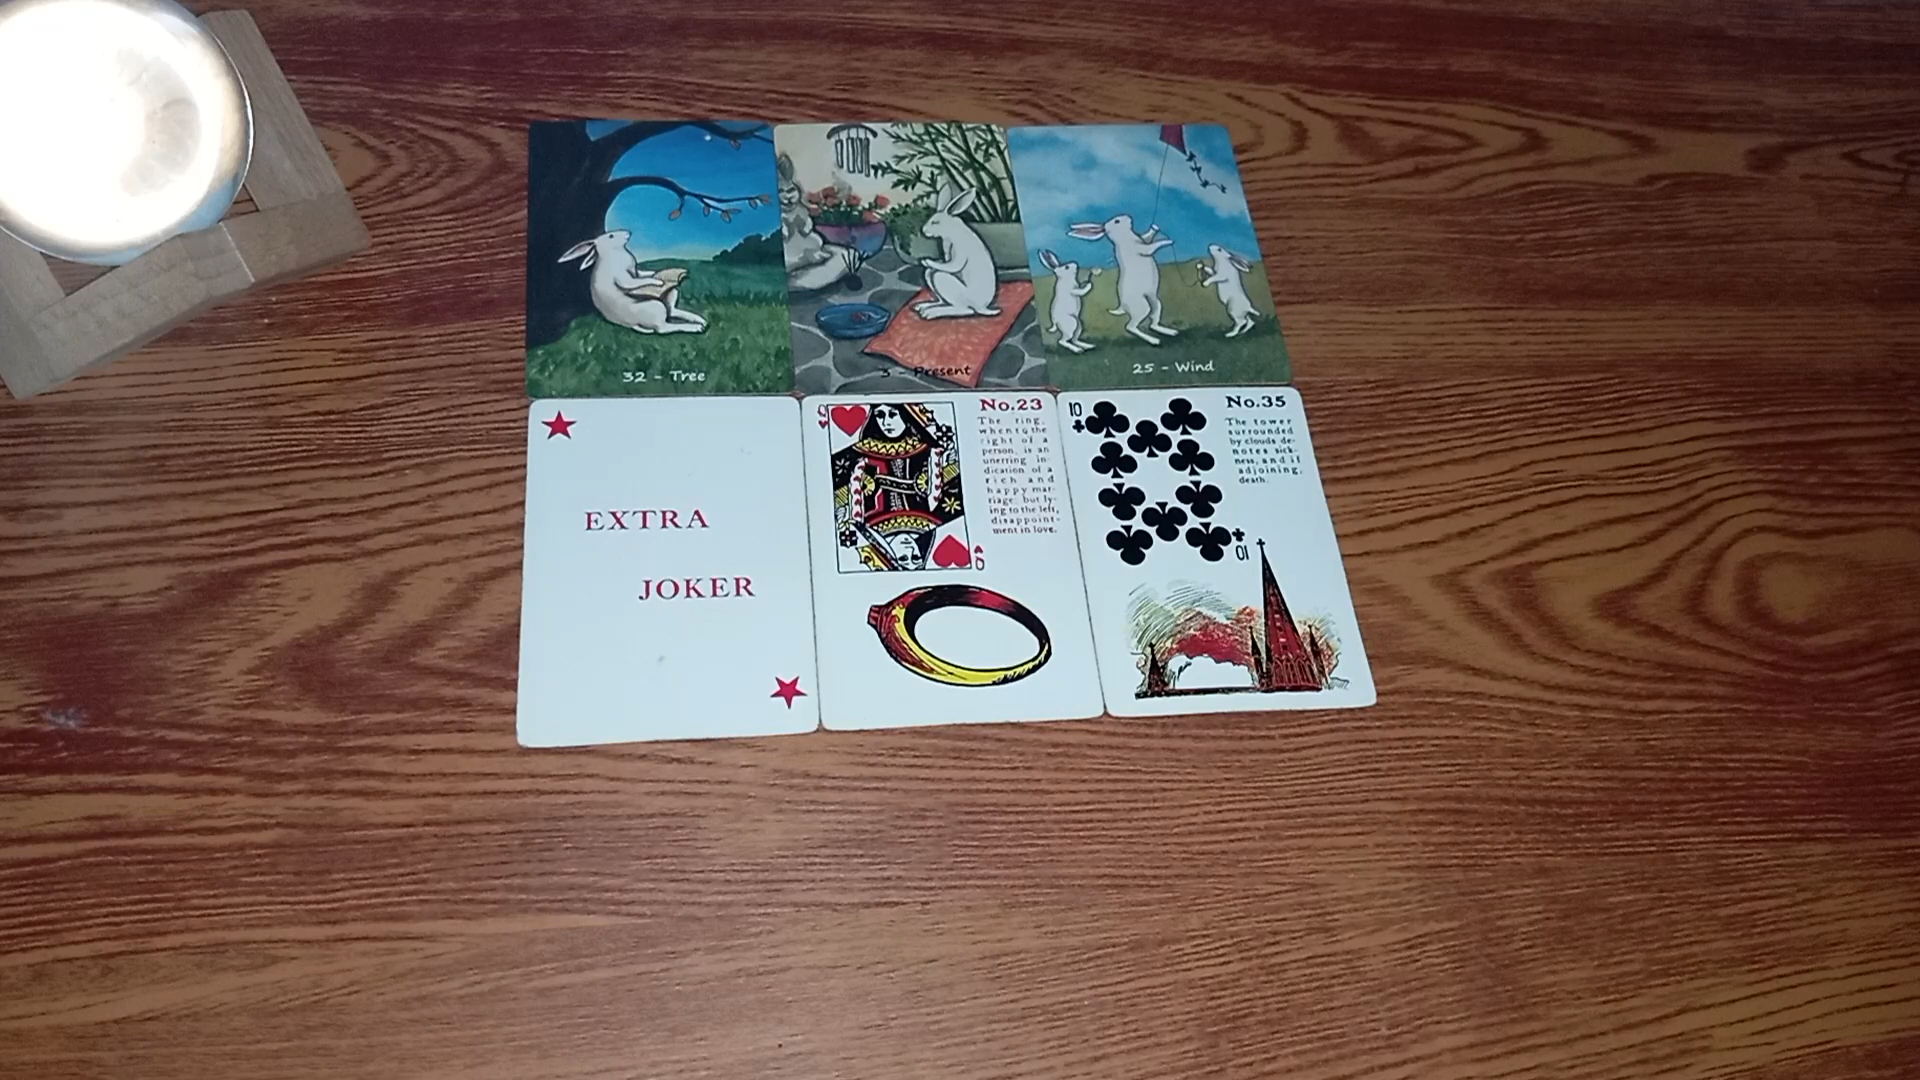 32 - Tree
3 - Present
25 - Wind
EXTRA
JOKER
Q
No.23
The ring,
when to the
right of a
person, is an
unerring in-
dication of a
rich and
happy mar-
riage: but ly-
ing to the left,
disappoint-
ment in love.
Q
10
No.35
The tower
surrounded
by clouds de-
notes sick-
ness, and if
adjoining,
death.
10